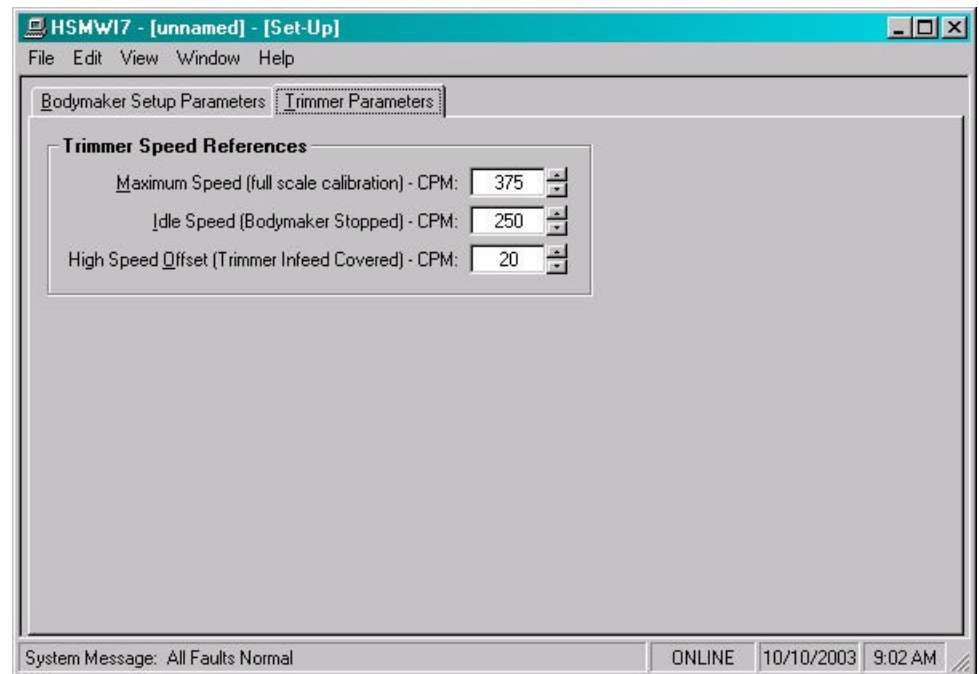 HSMWI7 - [unnamed] - [Set-Up]
File Edit View Window Help
Bodymaker Setup Parameters Trimmer Parameters
Trimmer Speed References
Maximum Speed (full scale calibration) - CPM: 375
Idle Speed (Bodymaker Stopped) - CPM: 250
High Speed Offset (Trimmer Infeed Covered) - CPM: 20
System Message: All Faults Normal ONLINE 10/10/2003 9:02 AM